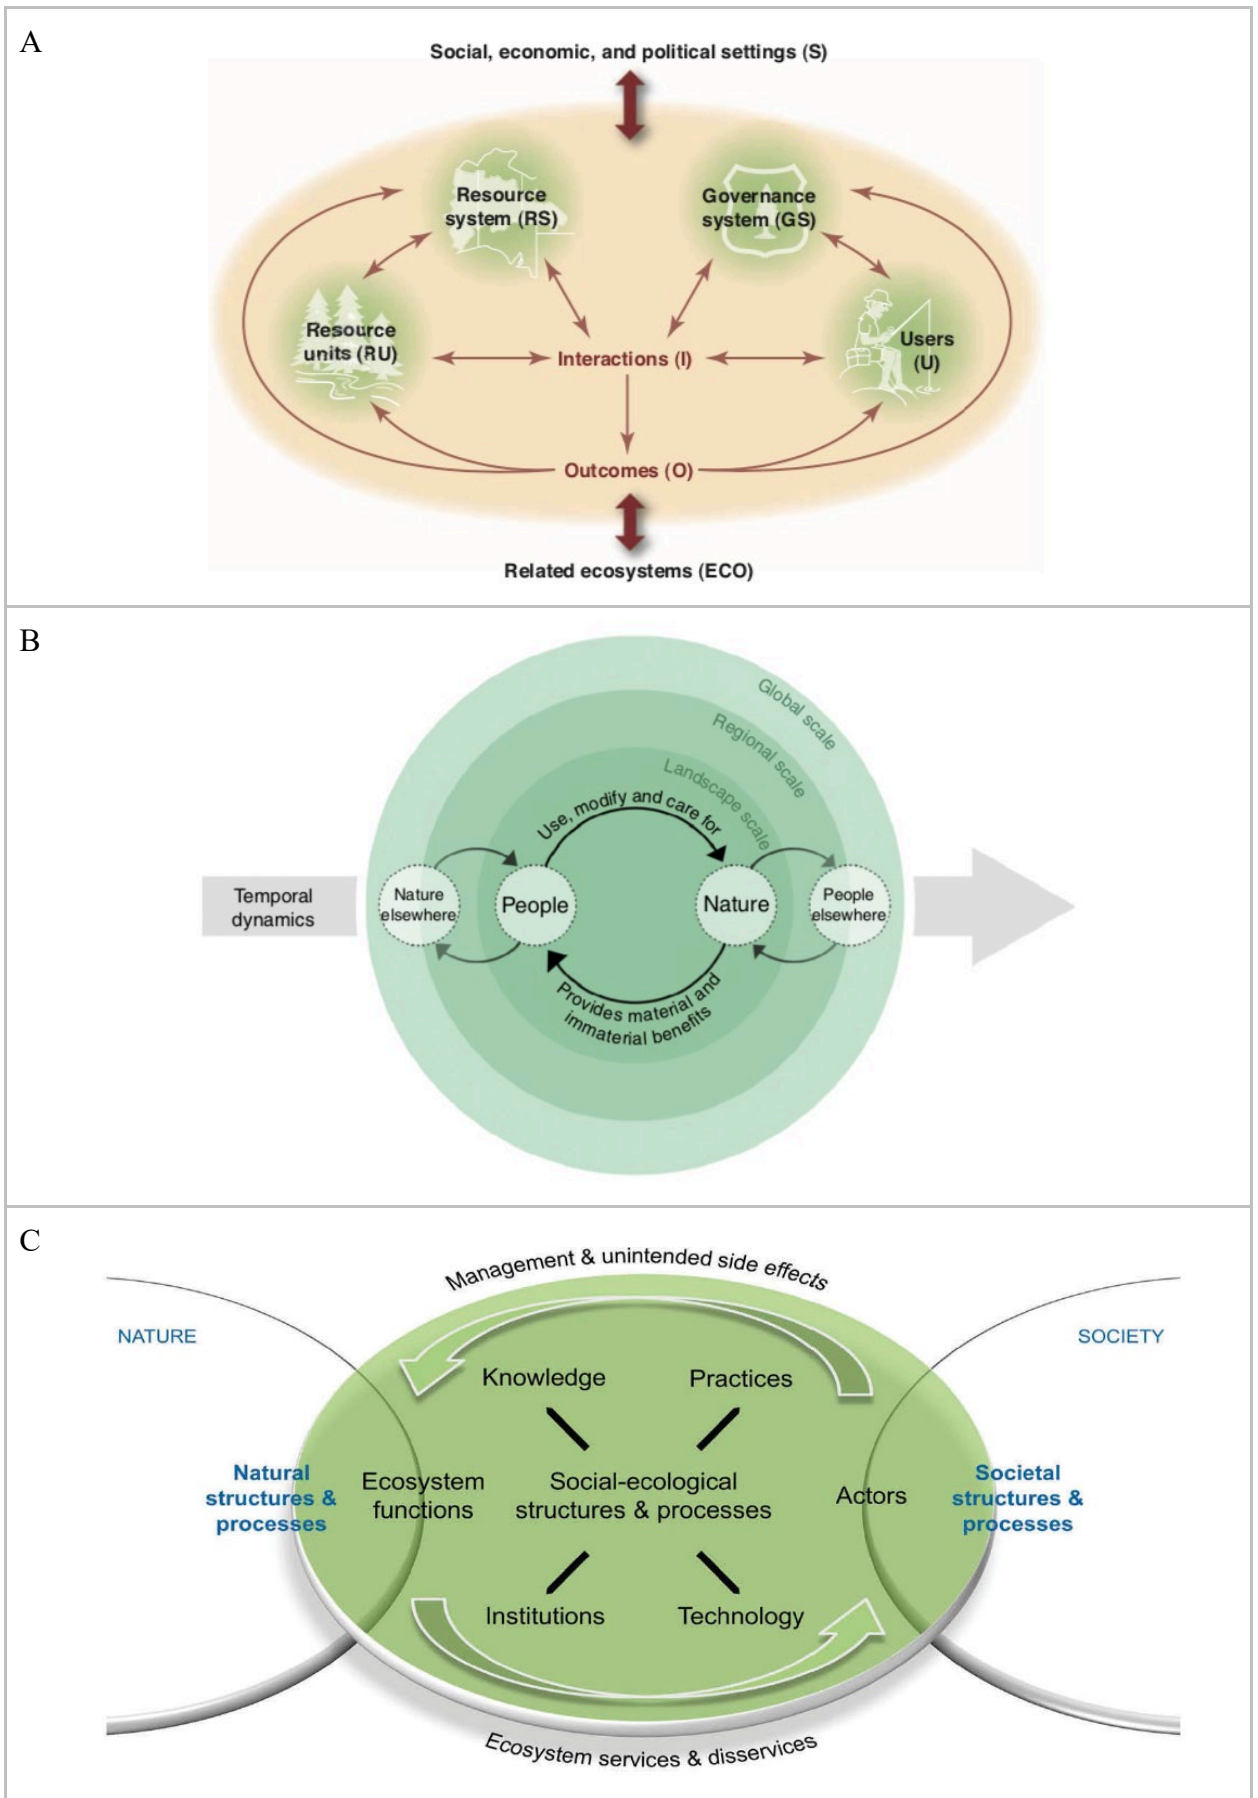 A
Social, economic, and political settings (S)
Resource
system (RS)
Governance
system (GS)
Resource
units (RU)
Interactions (I)
Users
(U)
Outcomes (O)
Related ecosystems (ECO)
B
Global scale
Regional scale
Landscape scale
Use, modify and care for
Temporal
dynamics
Nature
elsewhere
People
Nature
People
elsewhere
Provides material and
immaterial benefits
C
Management & unintended side effects
NATURE
SOCIETY
Knowledge
Practices
Natural
structures &
processes
Ecosystem
functions
Social-ecological
structures & processes
Actors
Societal
structures &
processes
Institutions
Technology
Ecosystem services & disservices